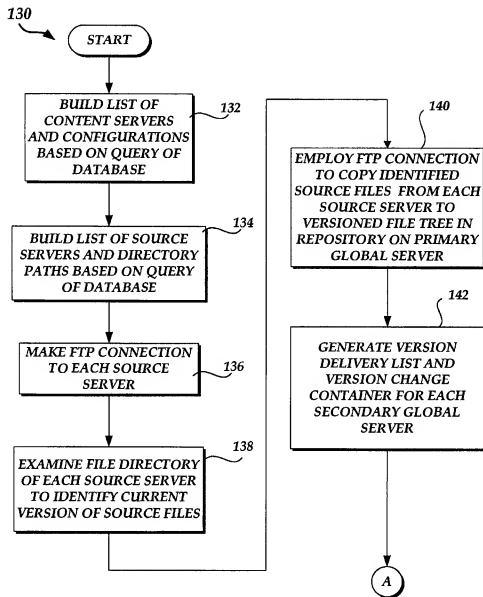 130
START
BUILD LIST OF
CONTENT SERVERS
AND CONFIGURATIONS
BASED ON QUERY OF
DATABASE
132
BUILD LIST OF SOURCE
SERVERS AND DIRECTORY
PATHS BASED ON QUERY
OF DATABASE
134
MAKE FTP CONNECTION
TO EACH SOURCE
SERVER
136
EXAMINE FILE DIRECTORY
OF EACH SOURCE SERVER
TO IDENTIFY CURRENT
VERSION OF SOURCE FILES
138
140
EMPLOY FTP CONNECTION
TO COPY IDENTIFIED
SOURCE FILES FROM EACH
SOURCE SERVER TO
VERSIONED FILE TREE IN
REPOSITORY ON PRIMARY
GLOBAL SERVER
142
GENERATE VERSION
DELIVERY LIST AND
VERSION CHANGE
CONTAINER FOR EACH
SECONDARY GLOBAL
SERVER
A